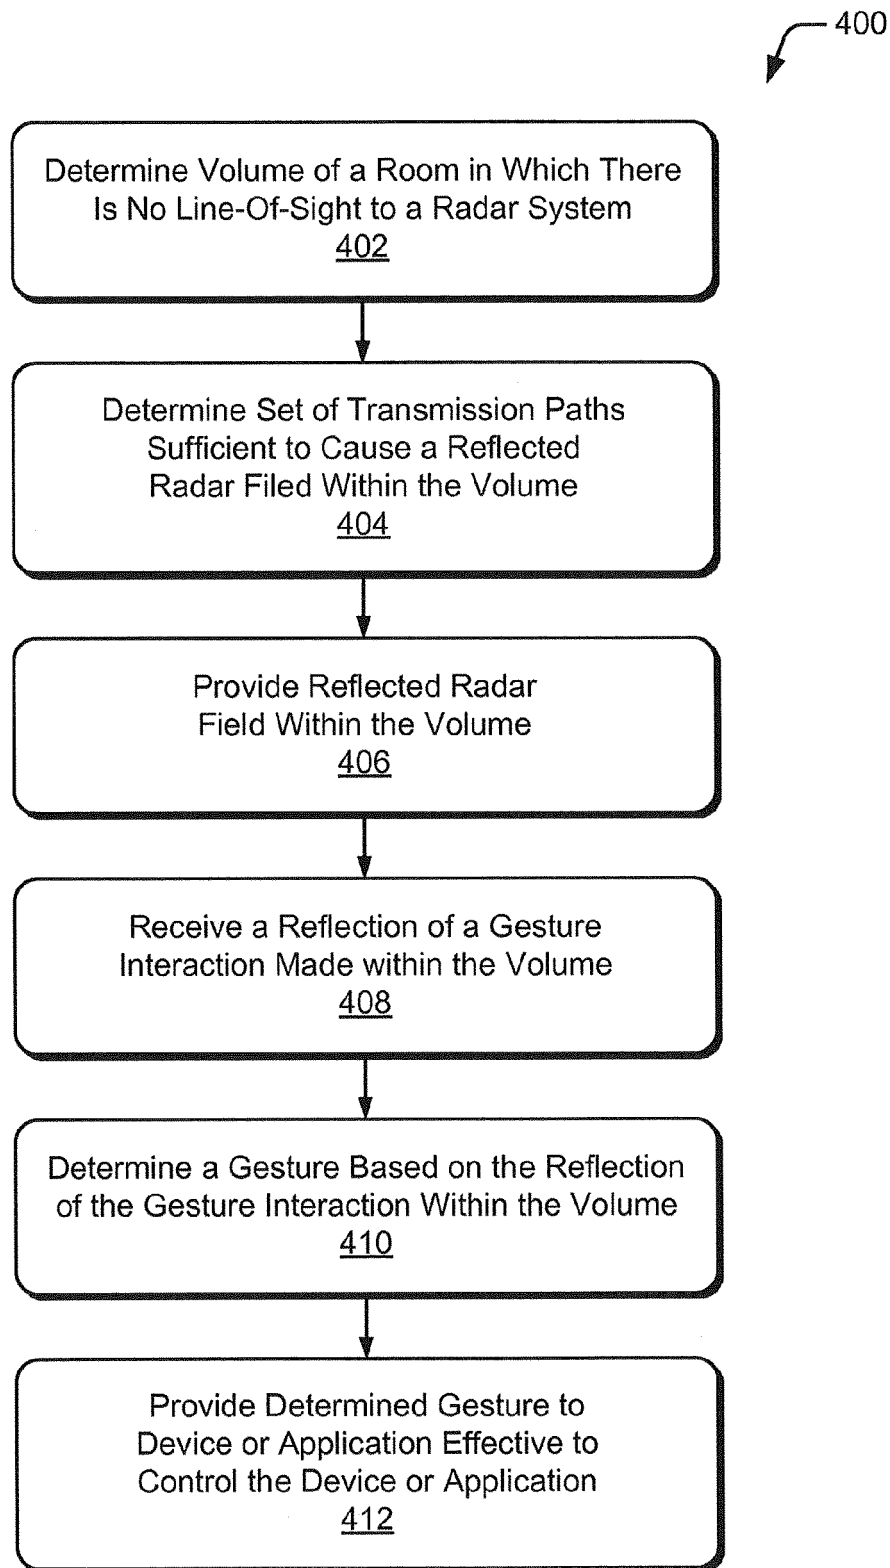 400
Determine Volume of a Room in Which There
Is No Line-Of-Sight to a Radar System
402
Determine Set of Transmission Paths
Sufficient to Cause a Reflected
Radar Filed Within the Volume
404
Provide Reflected Radar
Field Within the Volume
406
Receive a Reflection of a Gesture
Interaction Made within the Volume
408
Determine a Gesture Based on the Reflection
of the Gesture Interaction Within the Volume
410
Provide Determined Gesture to
Device or Application Effective to
Control the Device or Application
412